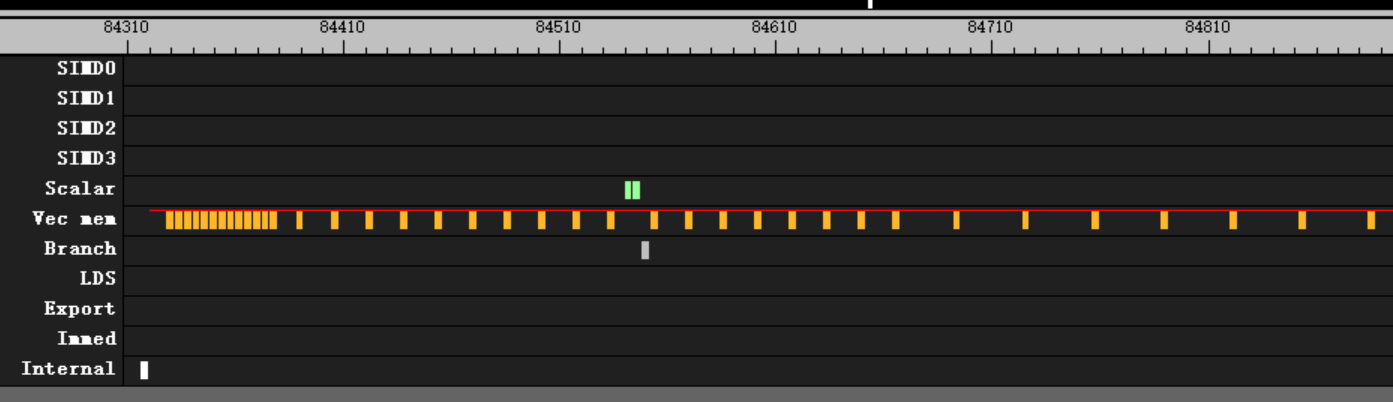 84310 84410 84510 84610 84710 84810
SIMD0
SIMD1
SIMD2
SIMD3
Scalar
Vec mem
Branch
LDS
Export
Immed
Internal